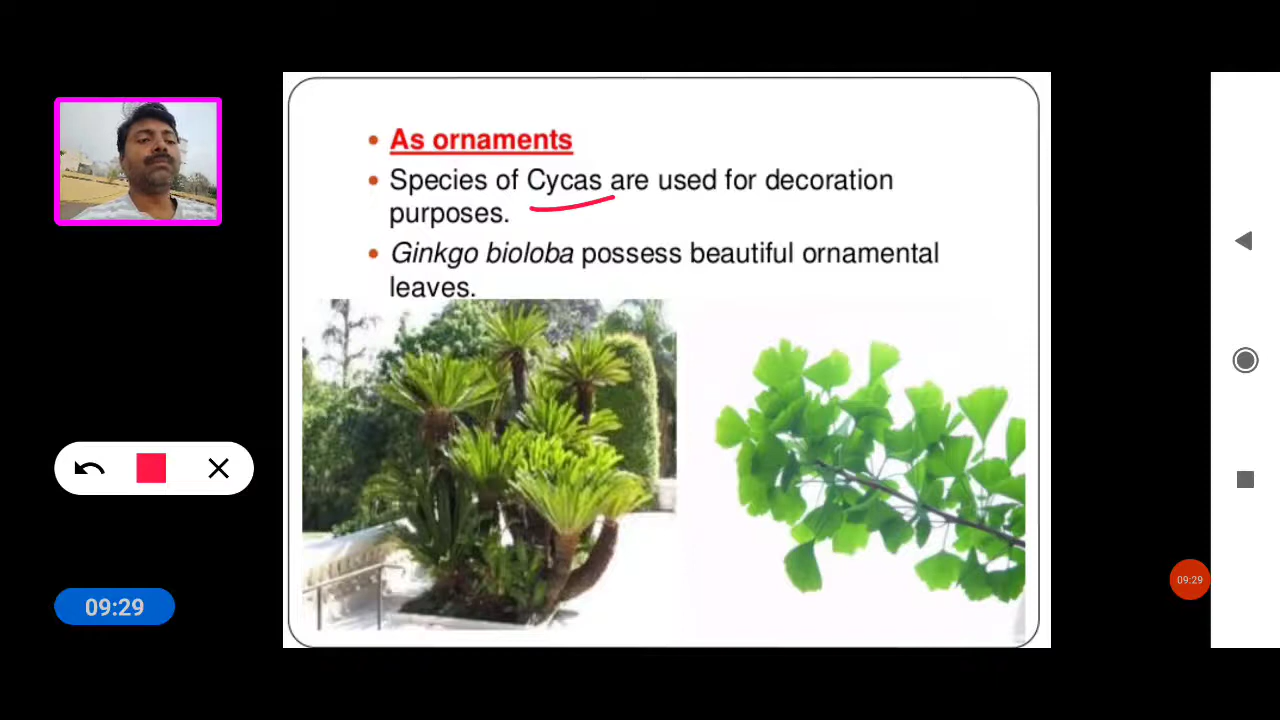 As ornaments
Species of Cycas are used for decoration
purposes.
Ginkgo bioloba possess beautiful ornamental
leaves.
09:29
09:29